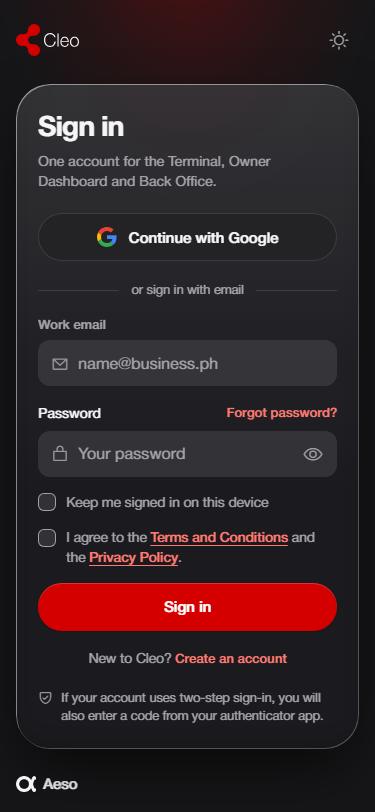 Cleo
Sign in
One account for the Terminal, Owner
Dashboard and Back Office.
Continue with Google
or sign in with email
Work email
name@business.ph
Password
Forgot password?
Your password
Keep me signed in on this device
I agree to the Terms and Conditions and
the Privacy Policy.
Sign in
New to Cleo? Create an account
If your account uses two-step sign-in, you will
also enter a code from your authenticator app.
Aeso